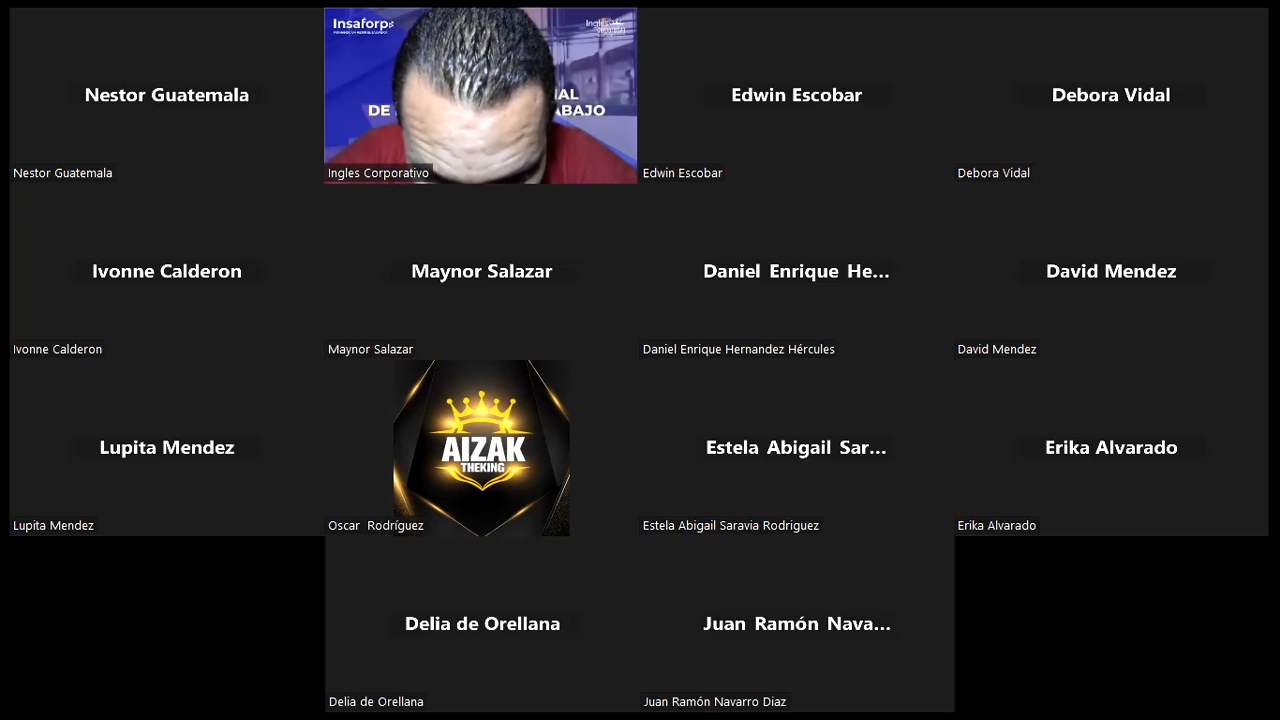 Nestor Guatemala
Nestor Guatemala
Insaforp
Inglés
DE
AL
ABAJO
Ingles Corporativo
Edwin Escobar
Edwin Escobar
Debora Vidal
Debora Vidal
Ivonne Calderon
Ivonne Calderon
Maynor Salazar
Maynor Salazar
Daniel Enrique He...
Daniel Enrique Hernandez Hércules
David Mendez
David Mendez
Lupita Mendez
Lupita Mendez
AIZAK
THEKING
Oscar Rodríguez
Estela Abigail Sar...
Estela Abigail Saravia Rodriguez
Erika Alvarado
Erika Alvarado
Delia de Orellana
Delia de Orellana
Juan Ramón Nava...
Juan Ramón Navarro Diaz